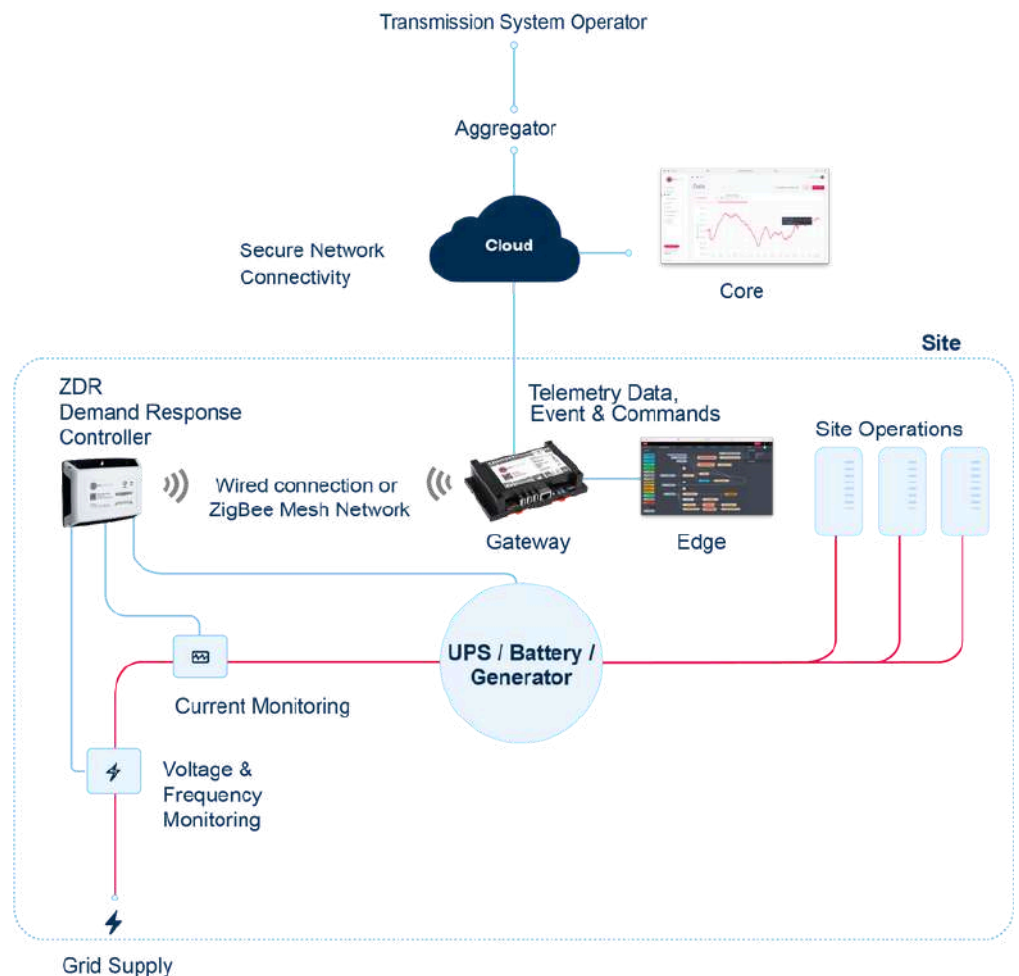 Transmission System Operator
Aggregator
Cloud
Secure Network
Connectivity
Data
Core
Site
ZDR
Demand Response
Controller
Telemetry Data,
Event & Commands
Site Operations
Wired connection or
ZigBee Mesh Network
Gateway
Edge
UPS / Battery /
Generator
Current Monitoring
Voltage &
Frequency
Monitoring
Grid Supply